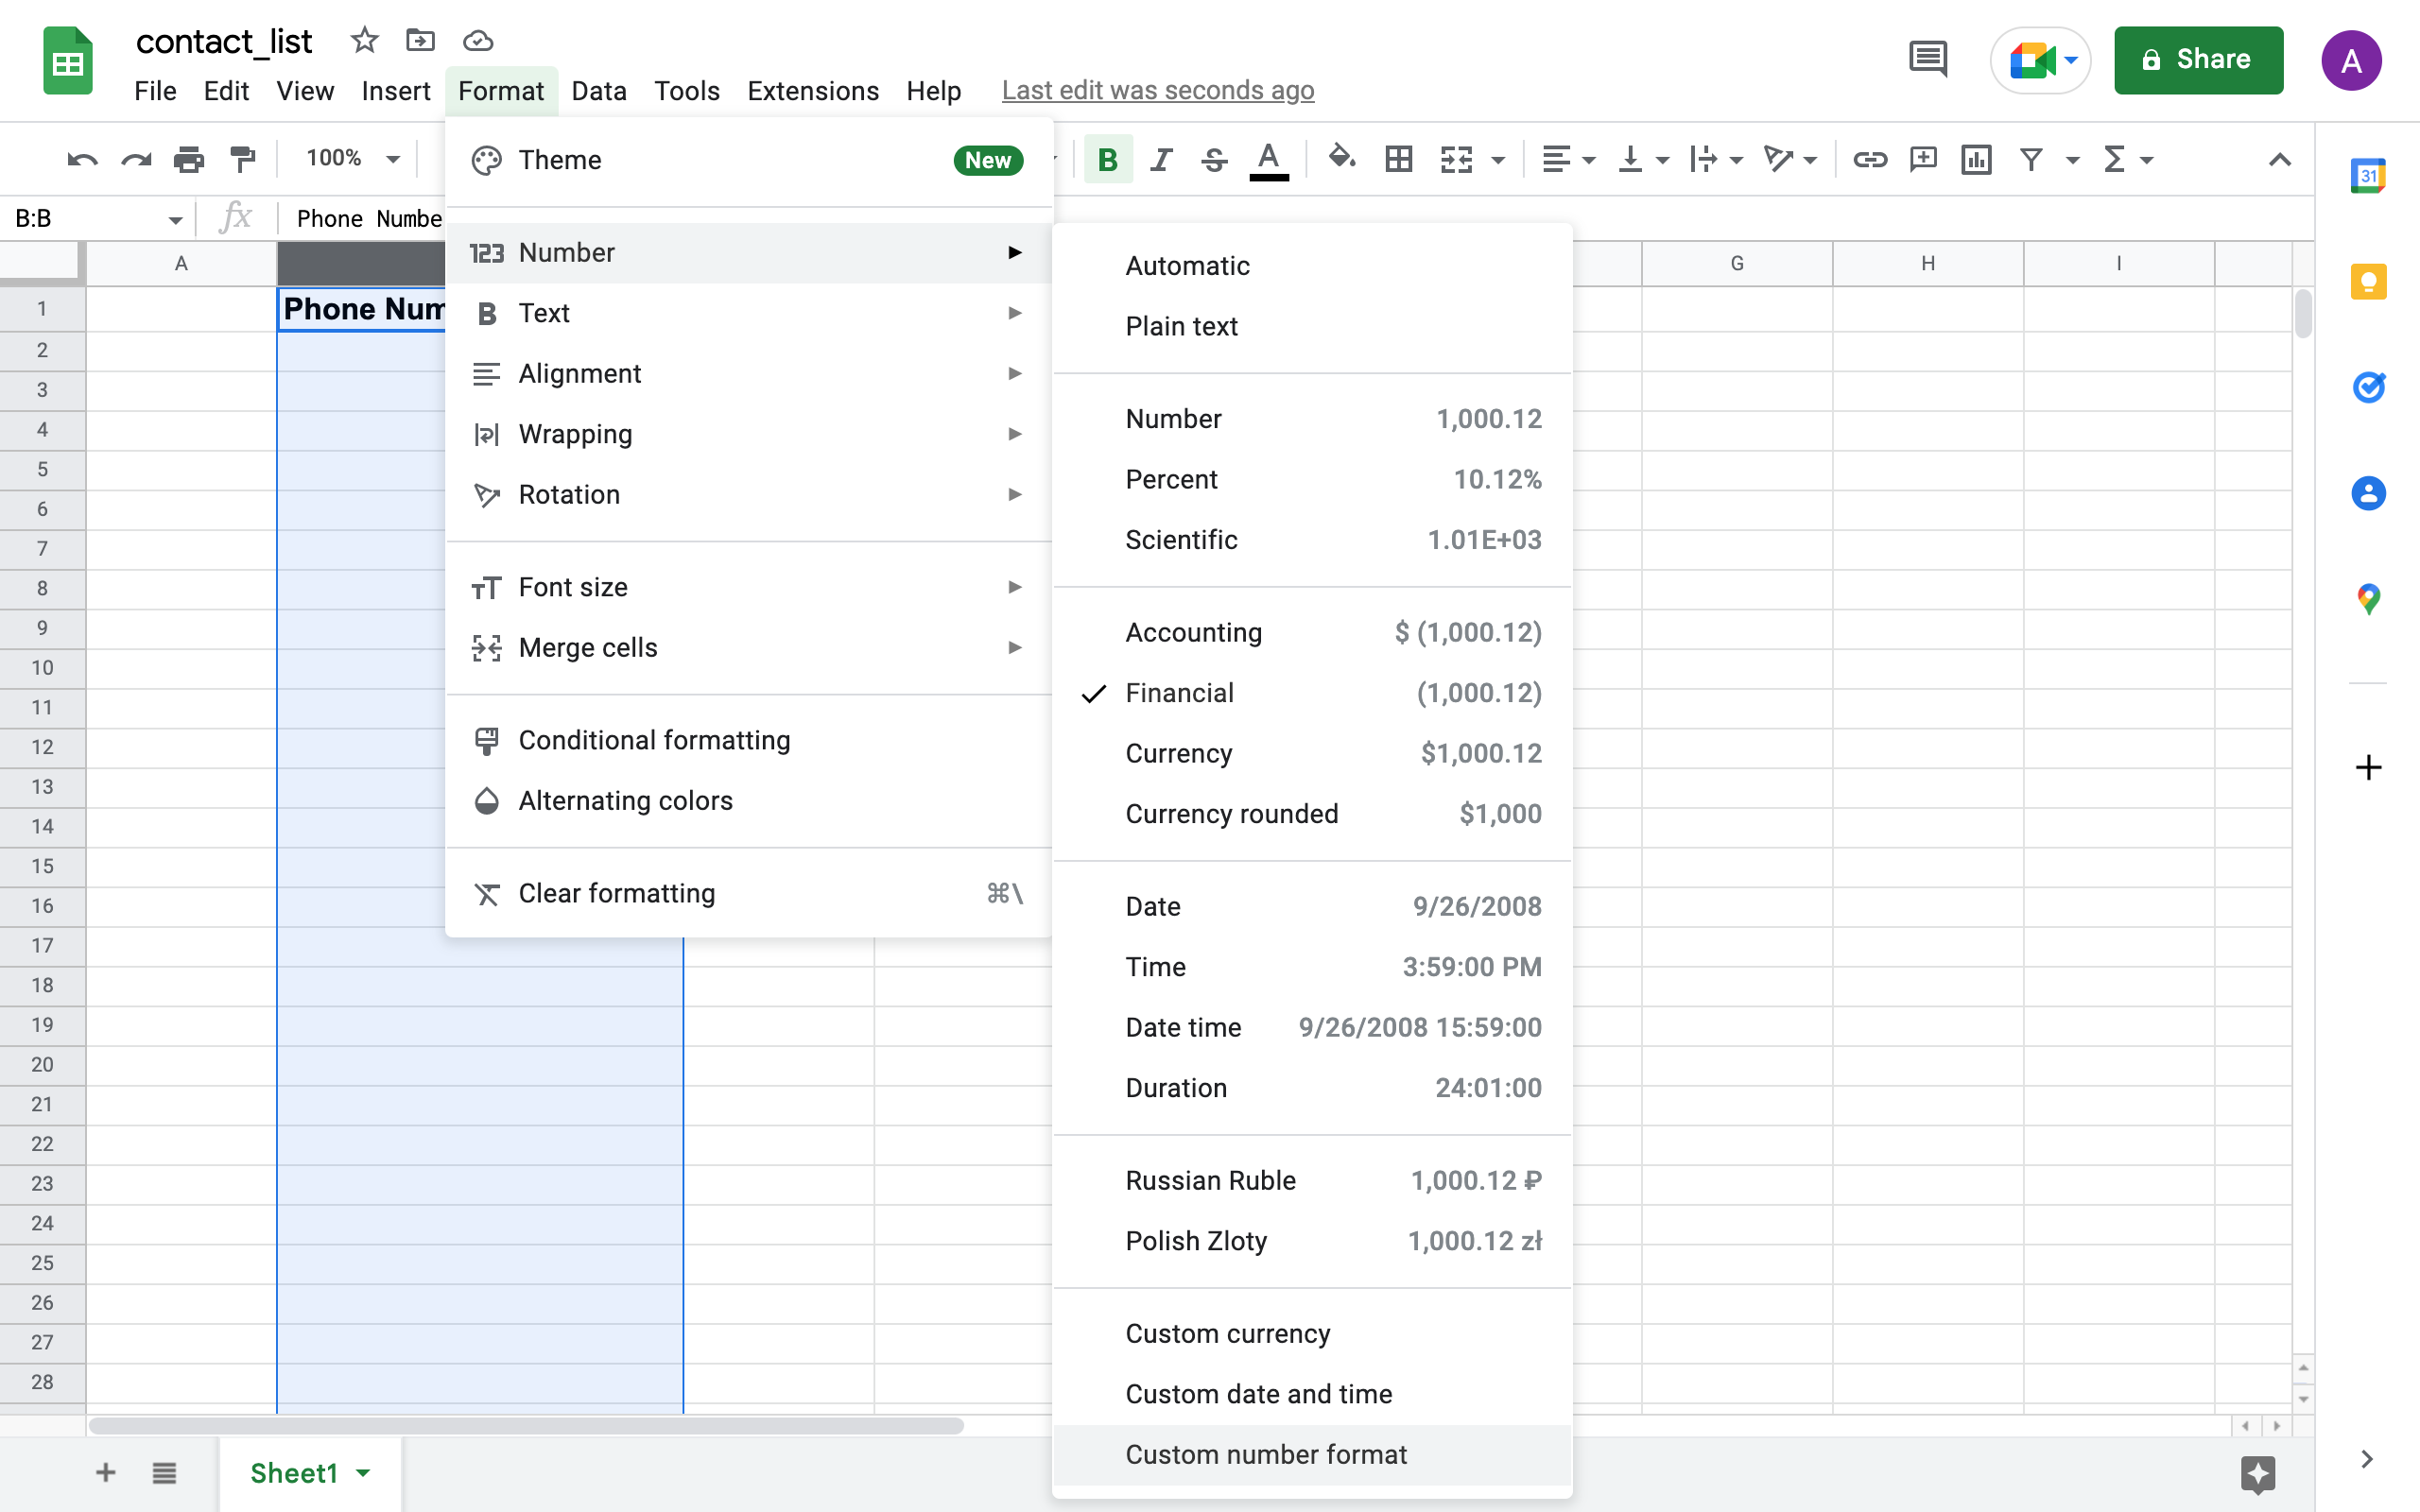 contact_list
File Edit View Insert Format Data Tools Extensions Help Last edit was seconds ago
Share
A
100%
B
A
31
B:B
fx
Phone Numbe
A
G H I
Phone Num
1
2
3
4
5
6
7
8
9
10
11
12
13
14
15
16
17
18
19
20
21
22
23
24
25
26
27
28
Theme New
123 Number
B Text
Alignment
Wrapping
Rotation
Font size
Merge cells
Conditional formatting
Alternating colors
Clear formatting ⌘\
Automatic
Plain text
Number 1,000.12
Percent 10.12%
Scientific 1.01E+03
Accounting $ (1,000.12)
Financial (1,000.12)
Currency $1,000.12
Currency rounded $1,000
Date 9/26/2008
Time 3:59:00 PM
Date time 9/26/2008 15:59:00
Duration 24:01:00
Russian Ruble 1,000.12 ₽
Polish Zloty 1,000.12 zł
Custom currency
Custom date and time
Custom number format
Sheet1